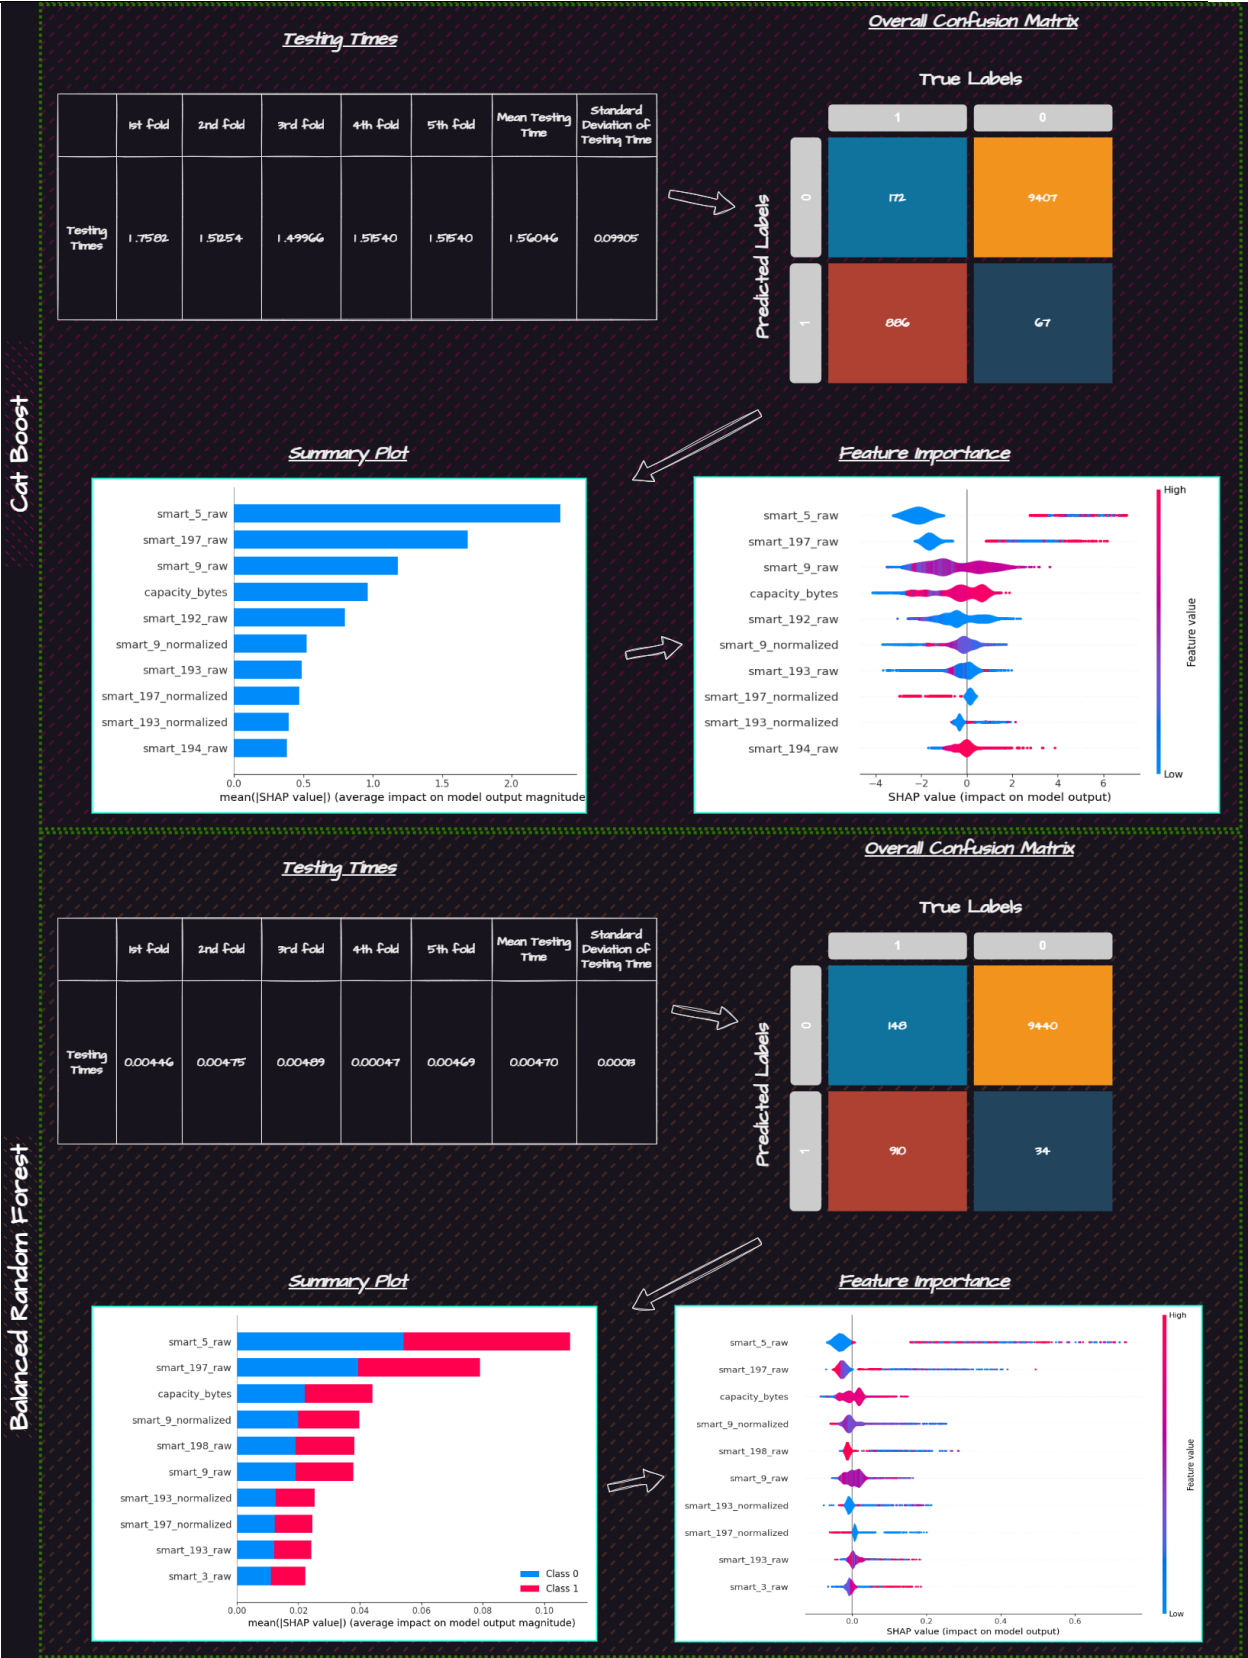 Cat Boost
Testing Times
1st fold 2nd fold 3rd fold 4th fold 5th fold Mean Testing Time Standard Deviation of Testing Time
Testing Times 1.7582 1.51254 1.49966 1.51540 1.51540 1.56046 0.09905
Overall Confusion Matrix
True Labels
1 0
Predicted Labels
0 172 9407
1 886 67
Summary Plot
smart_5_raw
smart_197_raw
smart_9_raw
capacity_bytes
smart_192_raw
smart_9_normalized
smart_193_raw
smart_197_normalized
smart_193_normalized
smart_194_raw
0.0 0.5 1.0 1.5 2.0
mean(|SHAP value|) (average impact on model output magnitude
Feature Importance
High
smart_5_raw
smart_197_raw
smart_9_raw
capacity_bytes
smart_192_raw
smart_9_normalized
smart_193_raw
smart_197_normalized
smart_193_normalized
smart_194_raw
Low
Feature value
−4 −2 0 2 4 6
SHAP value (impact on model output)
Balanced Random Forest
Testing Times
1st fold 2nd fold 3rd fold 4th fold 5th fold Mean Testing Time Standard Deviation of Testing Time
Testing Times 0.00446 0.00475 0.00489 0.00047 0.00469 0.00470 0.00013
Overall Confusion Matrix
True Labels
1 0
Predicted Labels
0 148 9440
1 910 34
Summary Plot
smart_5_raw
smart_197_raw
capacity_bytes
smart_9_normalized
smart_198_raw
smart_9_raw
smart_193_normalized
smart_197_normalized
smart_193_raw
smart_3_raw
Class 0
Class 1
0.00 0.02 0.04 0.06 0.08 0.10
mean(|SHAP value|) (average impact on model output magnitude)
Feature Importance
High
smart_5_raw
smart_197_raw
capacity_bytes
smart_9_normalized
smart_198_raw
smart_9_raw
smart_193_normalized
smart_197_normalized
smart_193_raw
smart_3_raw
Low
Feature value
0.0 0.2 0.4 0.6
SHAP value (impact on model output)